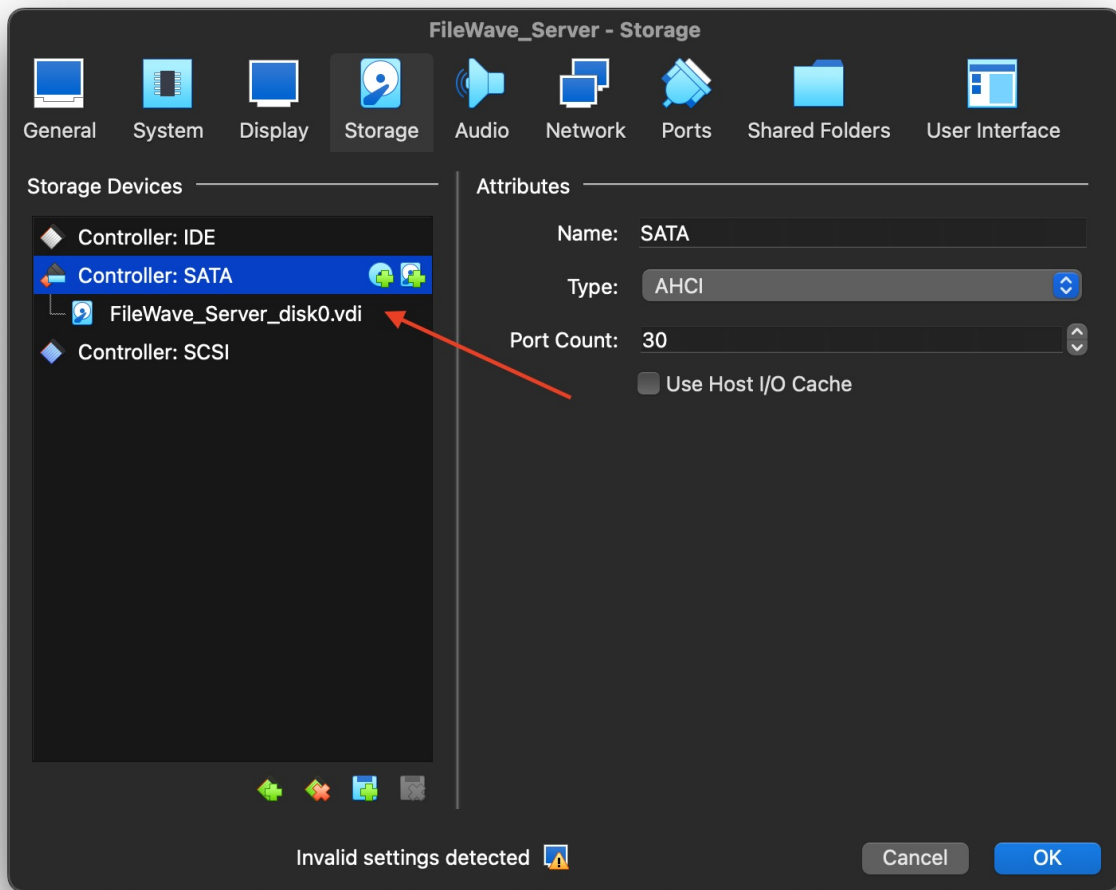 FileWave_Server - Storage
General System Display Storage Audio Network Ports Shared Folders User Interface
Storage Devices
Controller: IDE
Controller: SATA
FileWave_Server_disk0.vdi
Controller: SCSI
Attributes
Name: SATA
Type: AHCI
Port Count: 30
Use Host I/O Cache
Invalid settings detected
Cancel OK